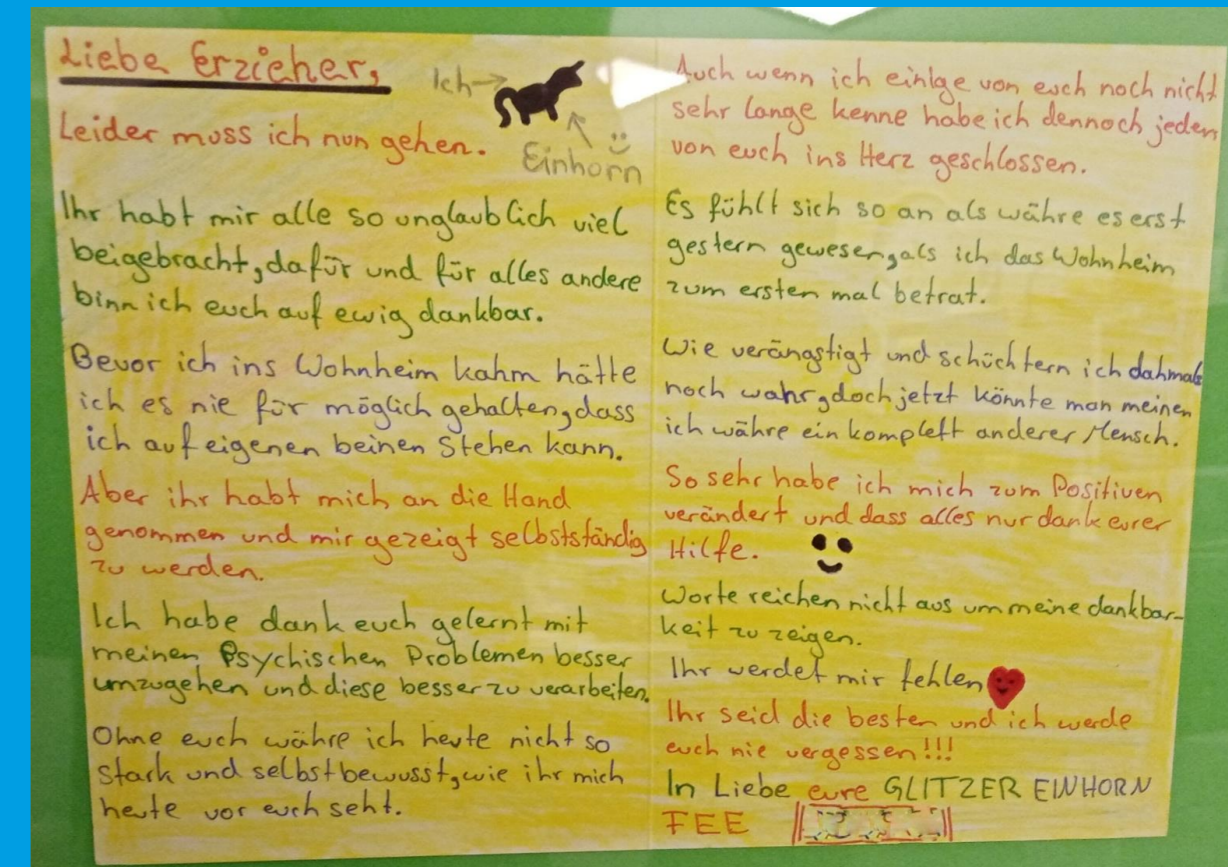 Liebe Erzieher,
Ich
Einhorn
Leider muss ich nun gehen.
Ihr habt mir alle so unglaublich viel
beigebracht, dafür und für alles andere
binn ich euch auf ewig dankbar.
Bevor ich ins Wohnheim kahm hätte
ich es nie für möglich gehalten, dass
ich auf eigenen beinen Stehen kann.
Aber ihr habt mich an die Hand
genommen und mir gezeigt selbstständig
zu werden.
Ich habe dank euch gelernt mit
meinen Psychischen Problemen besser
umzugehen und diese besser zu verarbeiten.
Ohne euch währe ich heute nicht so
stark und selbstbewusst, wie ihr mich
heute vor euch seht.
Auch wenn ich einige von euch noch nicht
sehr lange kenne habe ich dennoch jeden
von euch ins Herz geschlossen.
Es fühlt sich so an als währe es erst
gestern gewesen, als ich das Wohnheim
zum ersten mal betrat.
Wie verängstigt und schüchtern ich dahmals
noch wahr, doch jetzt könnte man meinen
ich währe ein komplett anderer Mensch.
So sehr habe ich mich zum Positiven
verändert und dass alles nur dank eurer
Hilfe.
Worte reichen nicht aus um meine dankbar-
keit zu zeigen.
Ihr werdet mir fehlen
Ihr seid die besten und ich werde
euch nie vergessen!!!
In Liebe eure GLITZER EINHORN
FEE